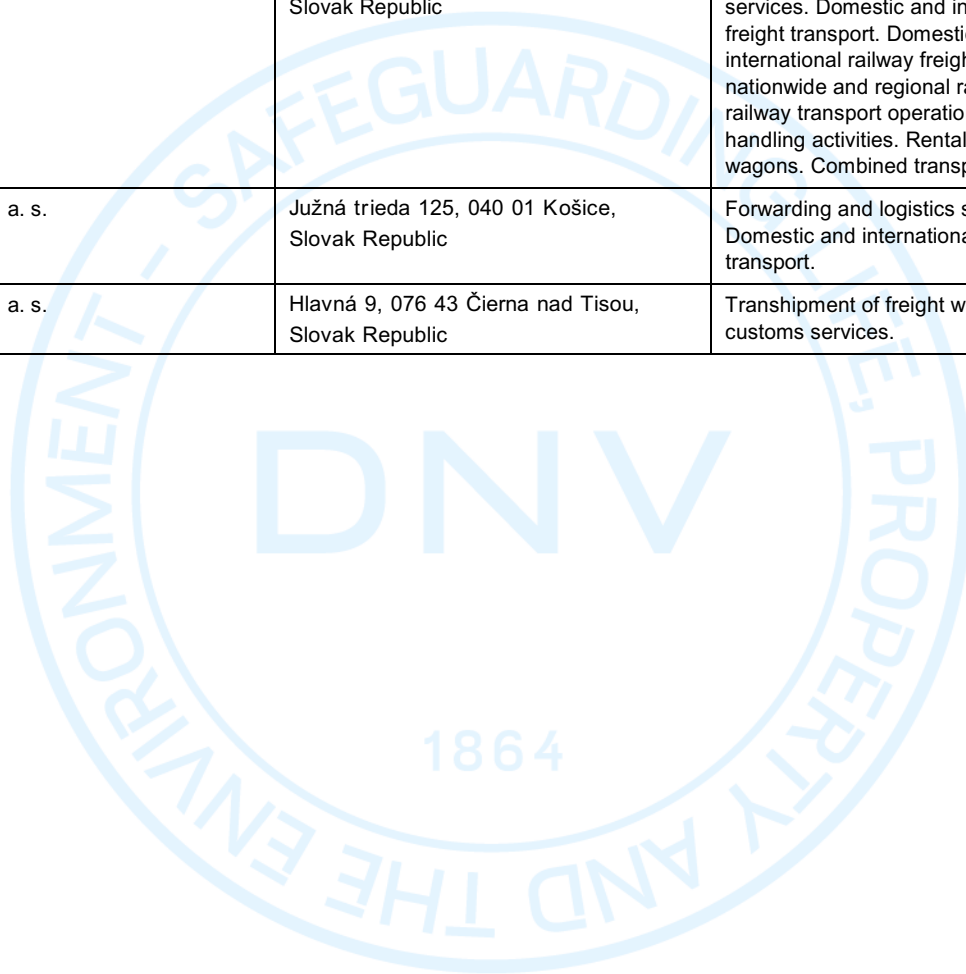 Slovak Republic
services. Domestic and in
freight transport. Domesti
international railway freigh
nationwide and regional ra
railway transport operatio
handling activities. Rental
wagons. Combined transp
a. s.
Južná trieda 125, 040 01 Košice,
Slovak Republic
Forwarding and logistics s
Domestic and internationa
transport.
a. s.
Hlavná 9, 076 43 Čierna nad Tisou,
Slovak Republic
Transhipment of freight w
customs services.
SAFEGUARDING LIFE, PROPERTY AND THE ENVIRONMENT -
DNV
1864